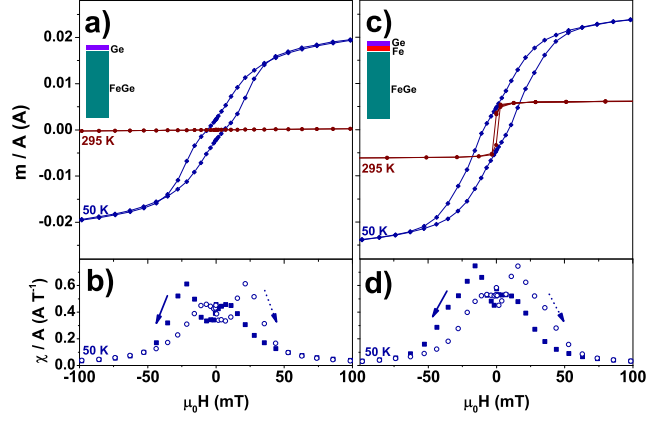 a)
c)
0.02
0.01
0.00
-0.01
-0.02
m / A (A)
Ge
FeGe
295 K
50 K
Ge
Fe
FeGe
295 K
50 K
b)
d)
0.6
0.4
0.2
0.0
χ / A (A T⁻¹)
50 K
50 K
-100 -50 0 50 100
-50 0 50 100
μ₀H (mT)
μ₀H (mT)